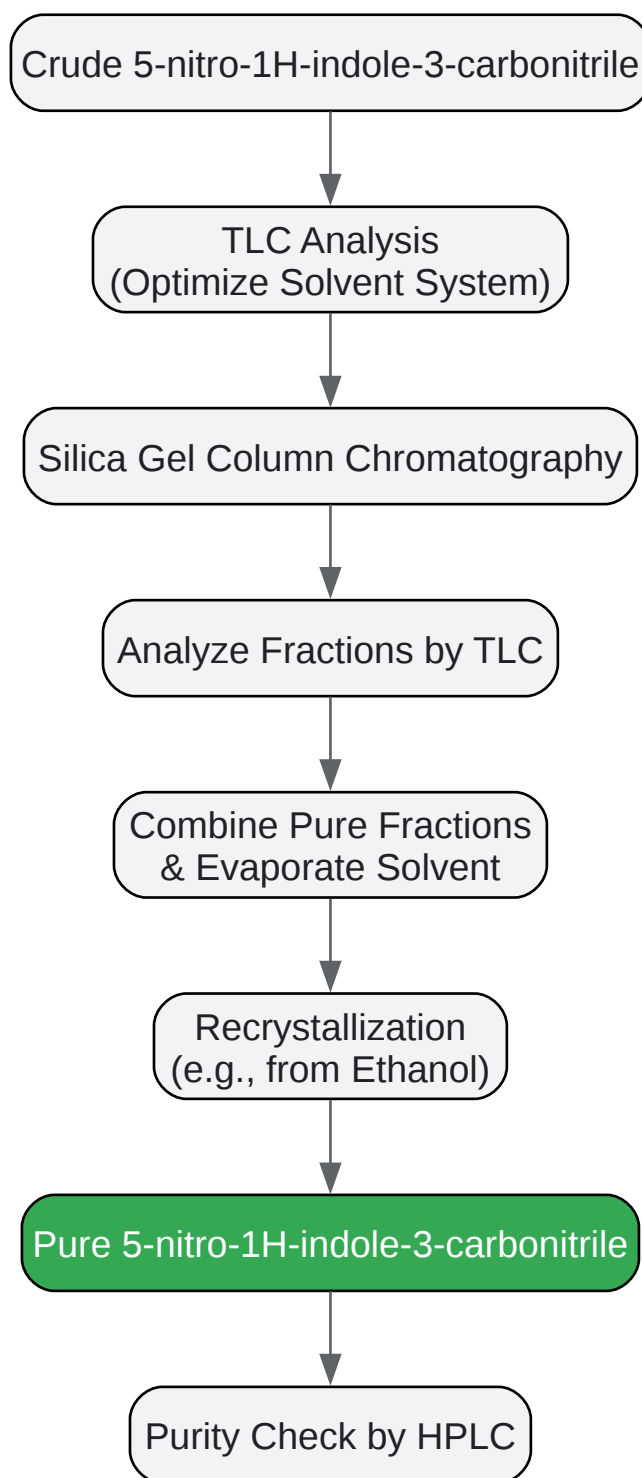 Crude 5-nitro-1H-indole-3-carbonitrile
TLC Analysis
(Optimize Solvent System)
Silica Gel Column Chromatography
Analyze Fractions by TLC
Combine Pure Fractions
& Evaporate Solvent
Recrystallization
(e.g., from Ethanol)
Pure 5-nitro-1H-indole-3-carbonitrile
Purity Check by HPLC